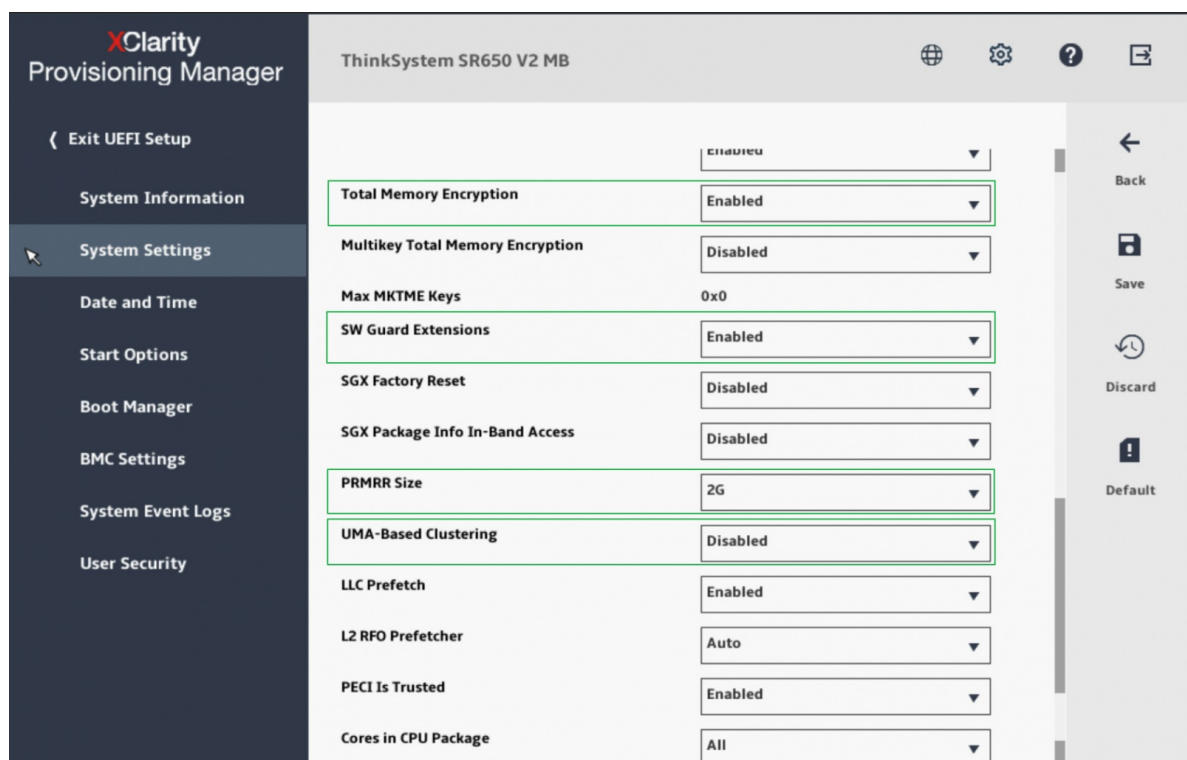 XClarity
Provisioning Manager
ThinkSystem SR650 V2 MB
Exit UEFI Setup
System Information
System Settings
Date and Time
Start Options
Boot Manager
BMC Settings
System Event Logs
User Security
Enabled
Total Memory Encryption
Enabled
Multikey Total Memory Encryption
Disabled
Max MKTME Keys
0x0
SW Guard Extensions
Enabled
SGX Factory Reset
Disabled
SGX Package Info In-Band Access
Disabled
PRMRR Size
2G
UMA-Based Clustering
Disabled
LLC Prefetch
Enabled
L2 RFO Prefetcher
Auto
PECI Is Trusted
Enabled
Cores in CPU Package
All
Back
Save
Discard
Default